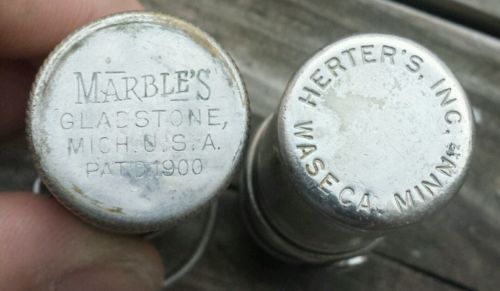 MARBLE'S
GLADSTONE,
MICH. U.S.A.
PAT'D. 1900
HERTER'S, INC.
WASECA, MINN.